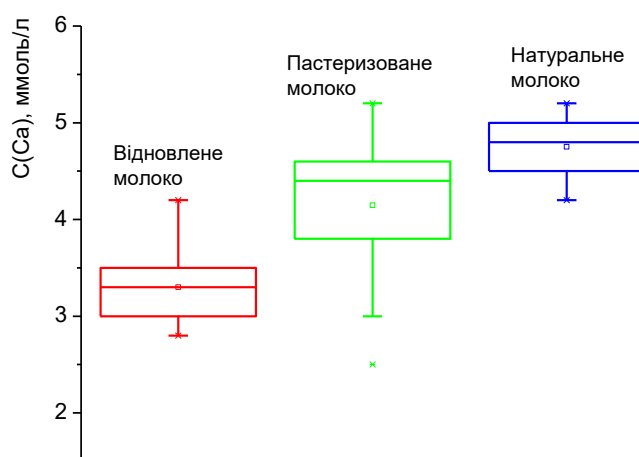 6
5
4
3
2
C(Ca), ммоль/л
Відновлене
молоко
Пастеризоване
молоко
Натуральне
молоко